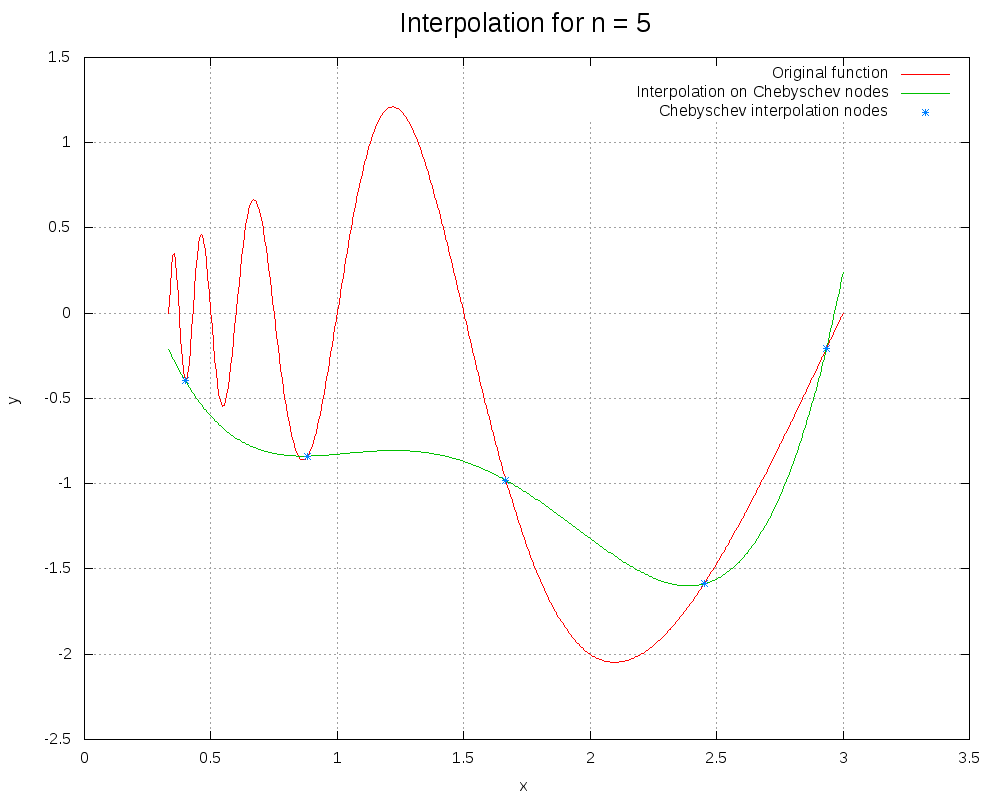 Interpolation for n = 5
Original function
Interpolation on Chebyschev nodes
Chebyschev interpolation nodes
1.5
1
0.5
0
-0.5
-1
-1.5
-2
-2.5
y
0 0.5 1 1.5 2 2.5 3 3.5
x